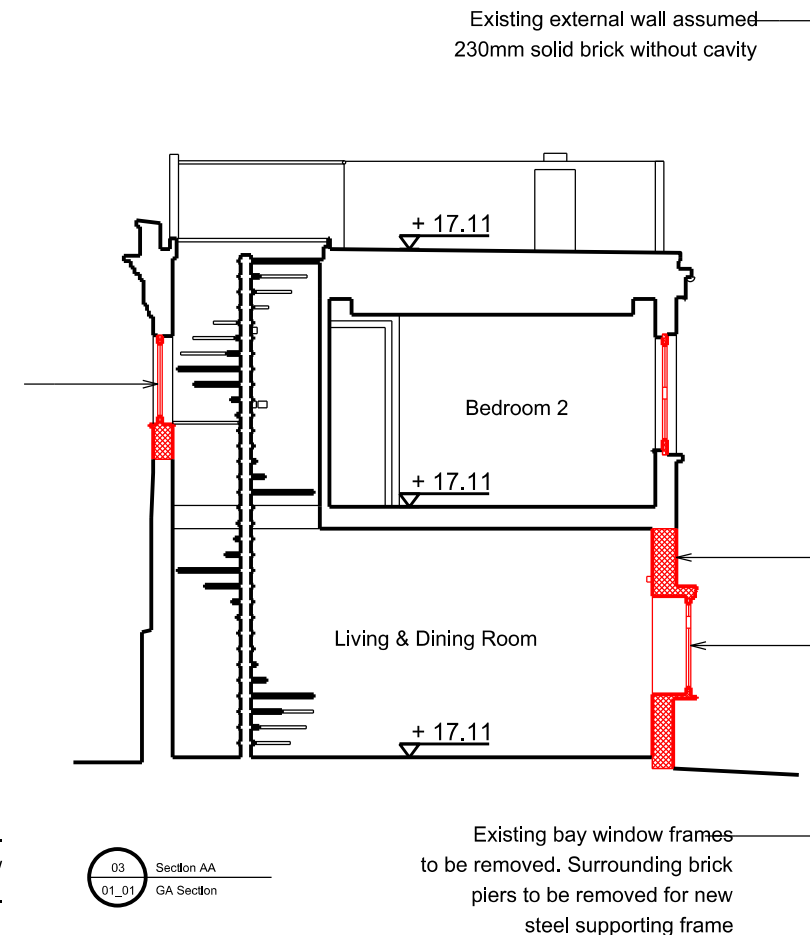 Existing external wall assumed
230mm solid brick without cavity
+ 17.11
Bedroom 2
+ 17.11
Living & Dining Room
+ 17.11
03 Section AA
01_01 GA Section
Existing bay window frames
to be removed. Surrounding brick
piers to be removed for new
steel supporting frame